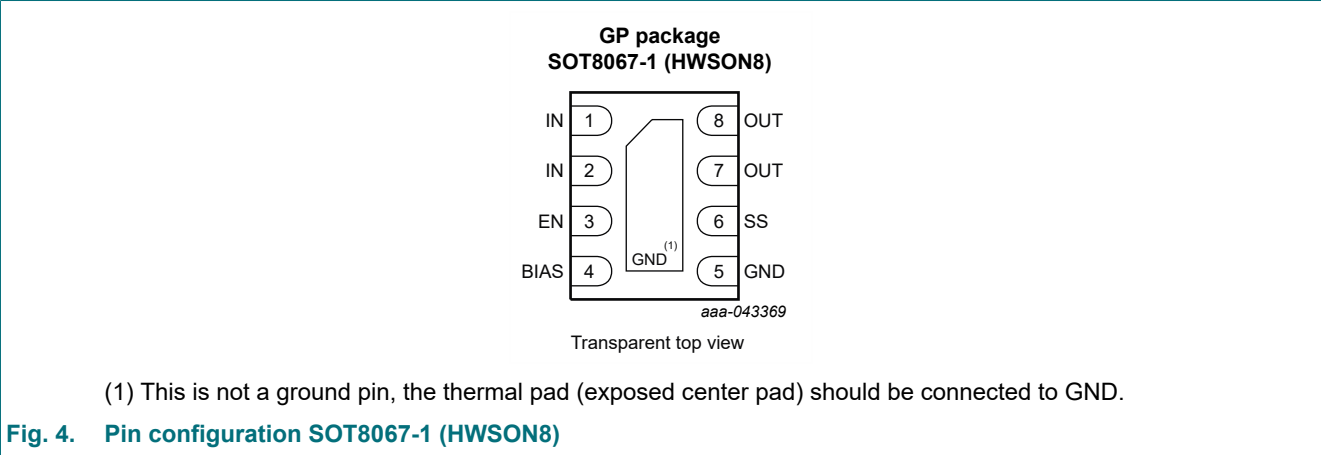 GP package
SOT8067-1 (HWSON8)
IN 1 8 OUT
IN 2 7 OUT
EN 3 6 SS
BIAS 4 GND(1) 5 GND
aaa-043369
Transparent top view
(1) This is not a ground pin, the thermal pad (exposed center pad) should be connected to GND.
Fig. 4. Pin configuration SOT8067-1 (HWSON8)